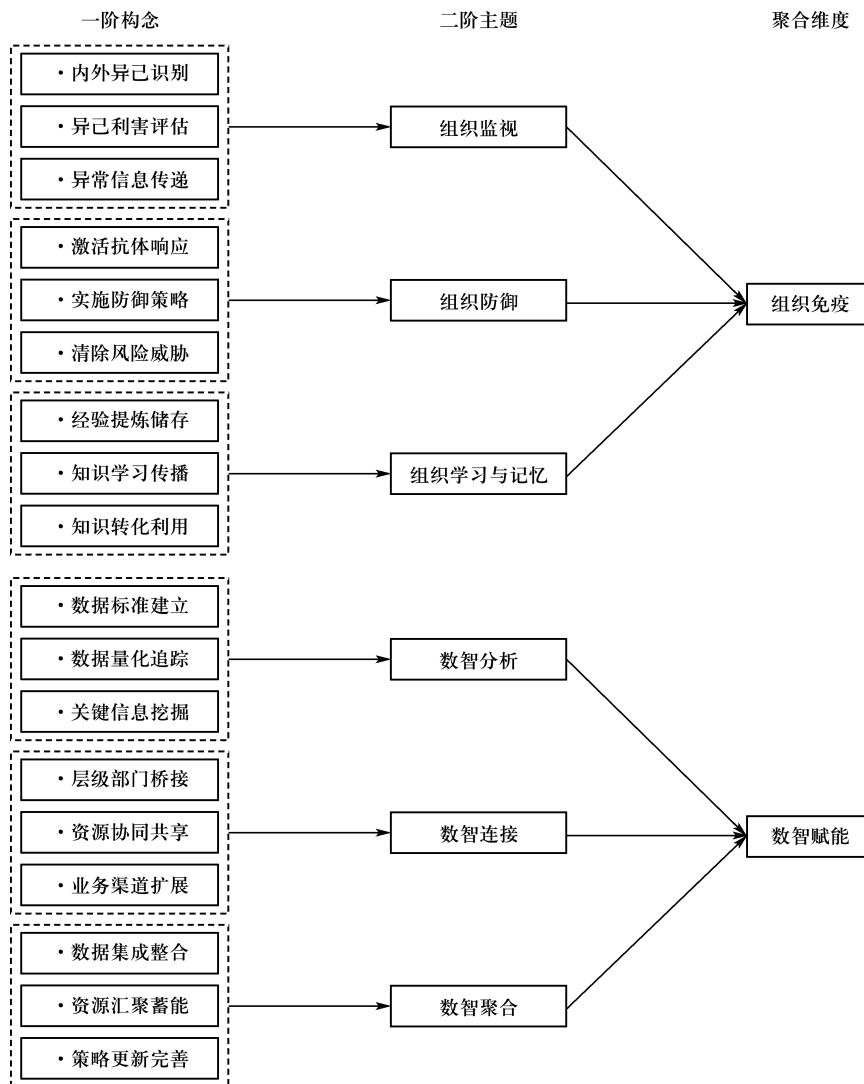 一阶构念
二阶主题
聚合维度
·内外异己识别
·异己利害评估
·异常信息传递
组织监视
·激活抗体响应
·实施防御策略
·清除风险威胁
组织防御
组织免疫
·经验提炼储存
·知识学习传播
·知识转化利用
组织学习与记忆
·数据标准建立
·数据量化追踪
·关键信息挖掘
数智分析
·层级部门桥接
·资源协同共享
·业务渠道扩展
数智连接
数智赋能
·数据集成整合
·资源汇聚蓄能
·策略更新完善
数智聚合